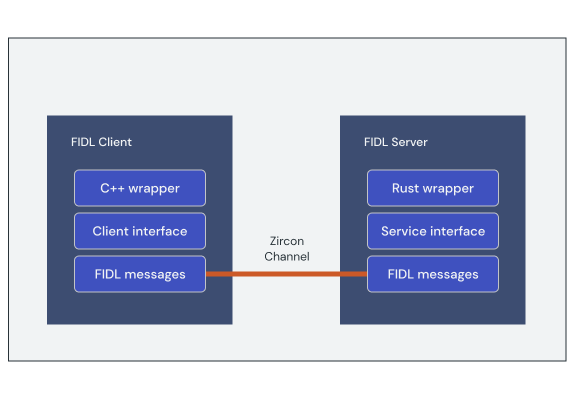 FIDL Client
C++ wrapper
Client interface
FIDL messages
Zircon
Channel
FIDL Server
Rust wrapper
Service interface
FIDL messages